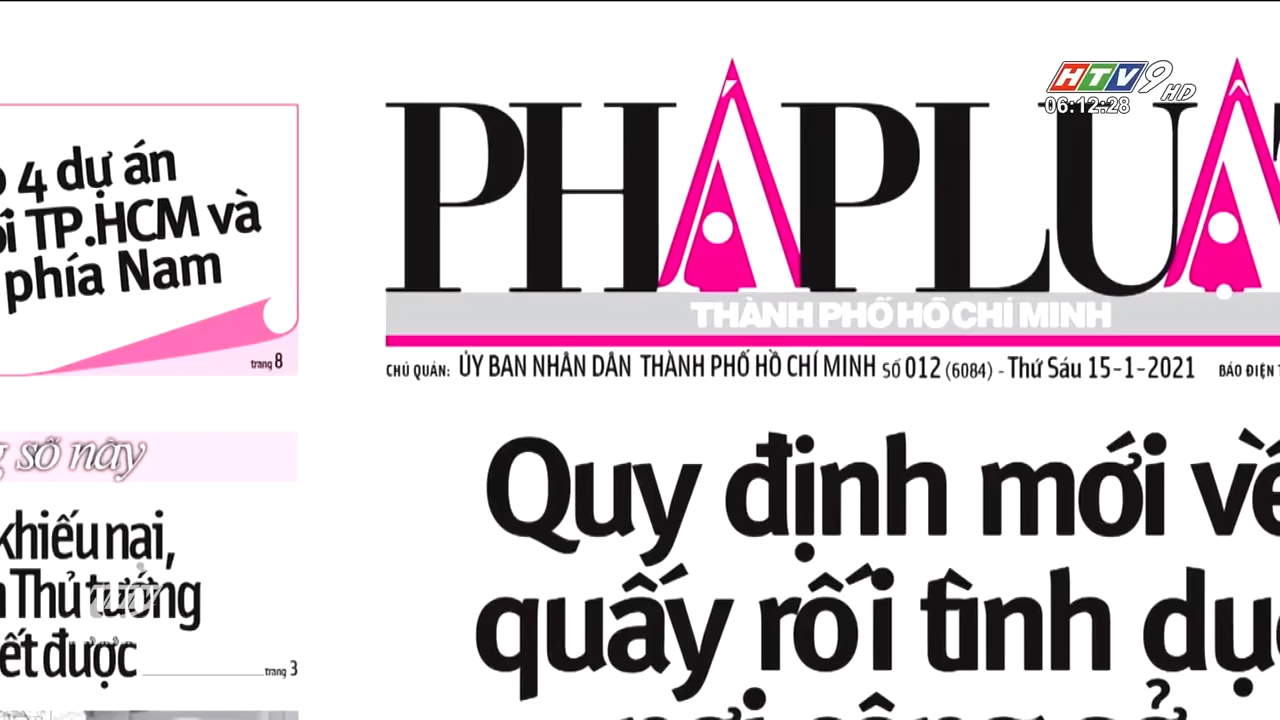 HTV9 HD
06:12:28
4 dự án
TP.HCM và
phía Nam
trang 8
PHÁP LUẬT
THÀNH PHỐ HỒ CHÍ MINH
CHỦ QUẢN: ỦY BAN NHÂN DÂN THÀNH PHỐ HỒ CHÍ MINH SỐ 012 (6084) - Thứ Sáu 15-1-2021 BÁO ĐIỆN
số này
khiếu nại,
Thủ tướng
được
trang 3
Quy định mới về
quấy rối tình dục